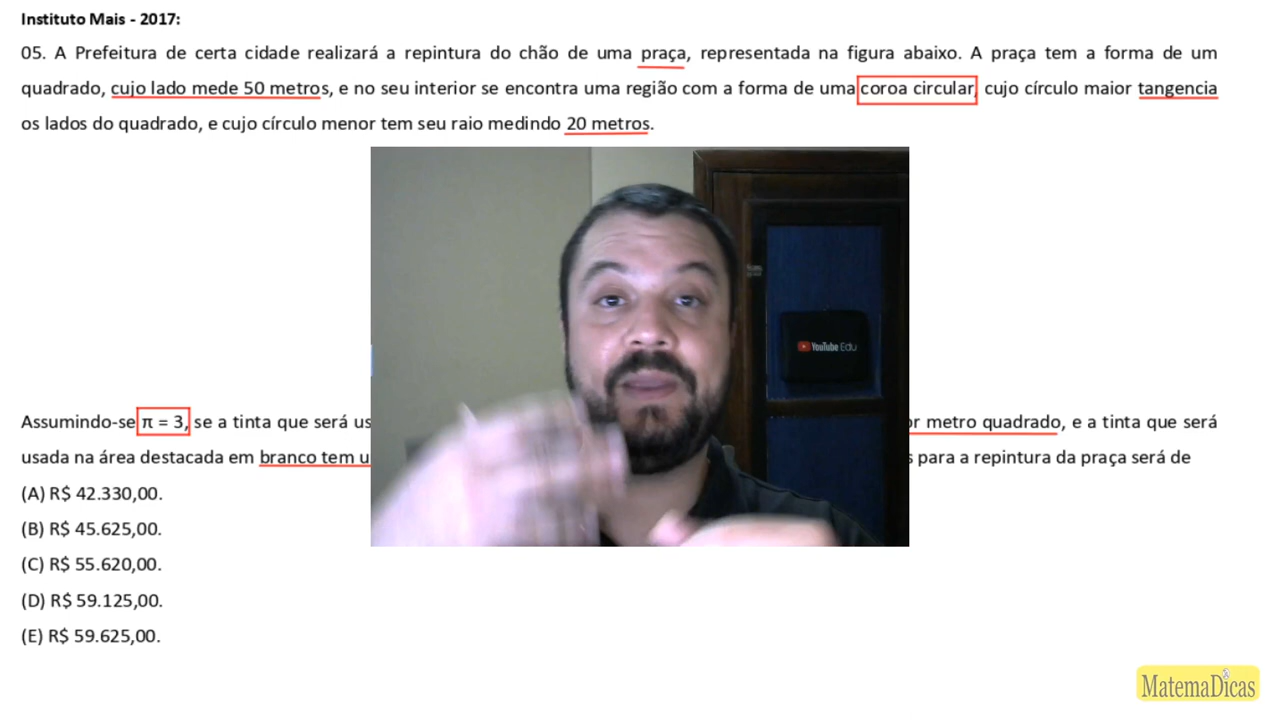 Instituto Mais - 2017:
05. A Prefeitura de certa cidade realizará a repintura do chão de uma praça, representada na figura abaixo. A praça tem a forma de um
quadrado, cujo lado mede 50 metros, e no seu interior se encontra uma região com a forma de uma coroa circular, cujo círculo maior tangencia
os lados do quadrado, e cujo círculo menor tem seu raio medindo 20 metros.
YouTube Edu
Assumindo-se π = 3, se a tinta que será metro quadrado, e a tinta que será
usada na área destacada em branco tem para a repintura da praça será de
(A) R$ 42.330,00.
(B) R$ 45.625,00.
(C) R$ 55.620,00.
(D) R$ 59.125,00.
(E) R$ 59.625,00.
MatemaDicas